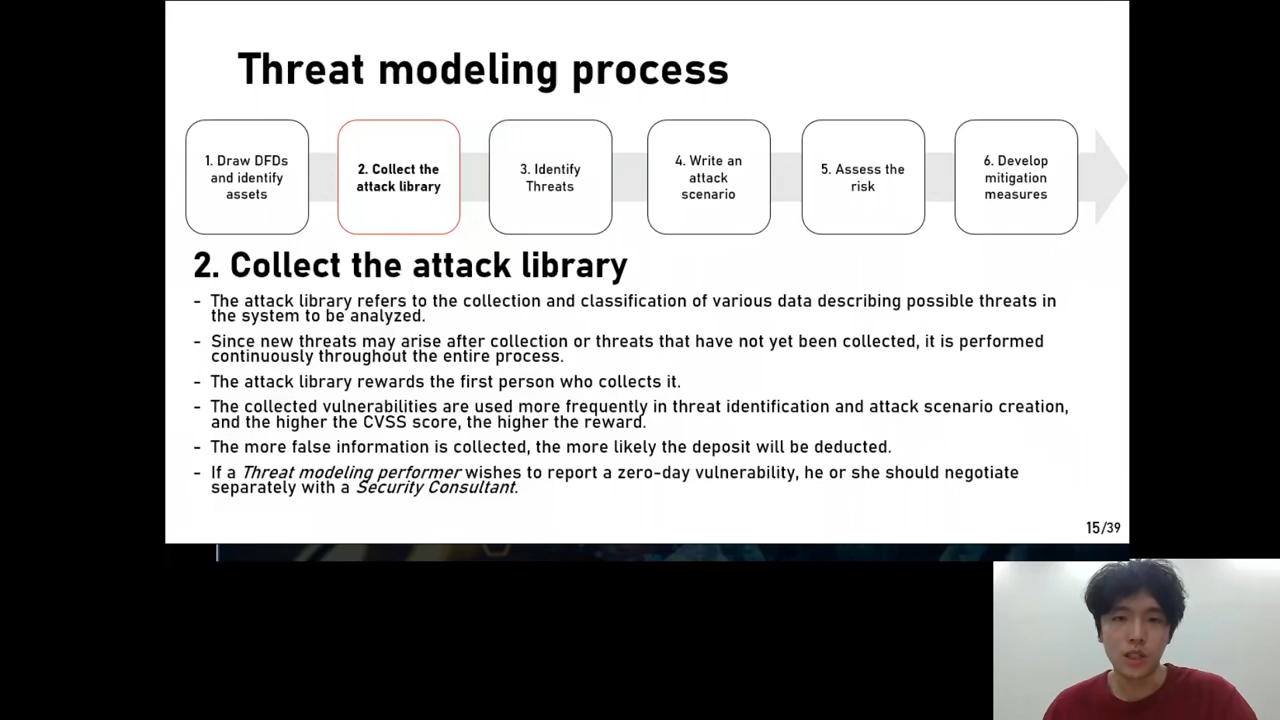 Threat modeling process
1. Draw DFDs
and identify
assets
2. Collect the
attack library
3. Identify
Threats
4. Write an
attack
scenario
5. Assess the
risk
6. Develop
mitigation
measures
2. Collect the attack library
- The attack library refers to the collection and classification of various data describing possible threats in
the system to be analyzed.
- Since new threats may arise after collection or threats that have not yet been collected, it is performed
continuously throughout the entire process.
- The attack library rewards the first person who collects it.
- The collected vulnerabilities are used more frequently in threat identification and attack scenario creation,
and the higher the CVSS score, the higher the reward.
- The more false information is collected, the more likely the deposit will be deducted.
- If a Threat modeling performer wishes to report a zero-day vulnerability, he or she should negotiate
separately with a Security Consultant.
15/39